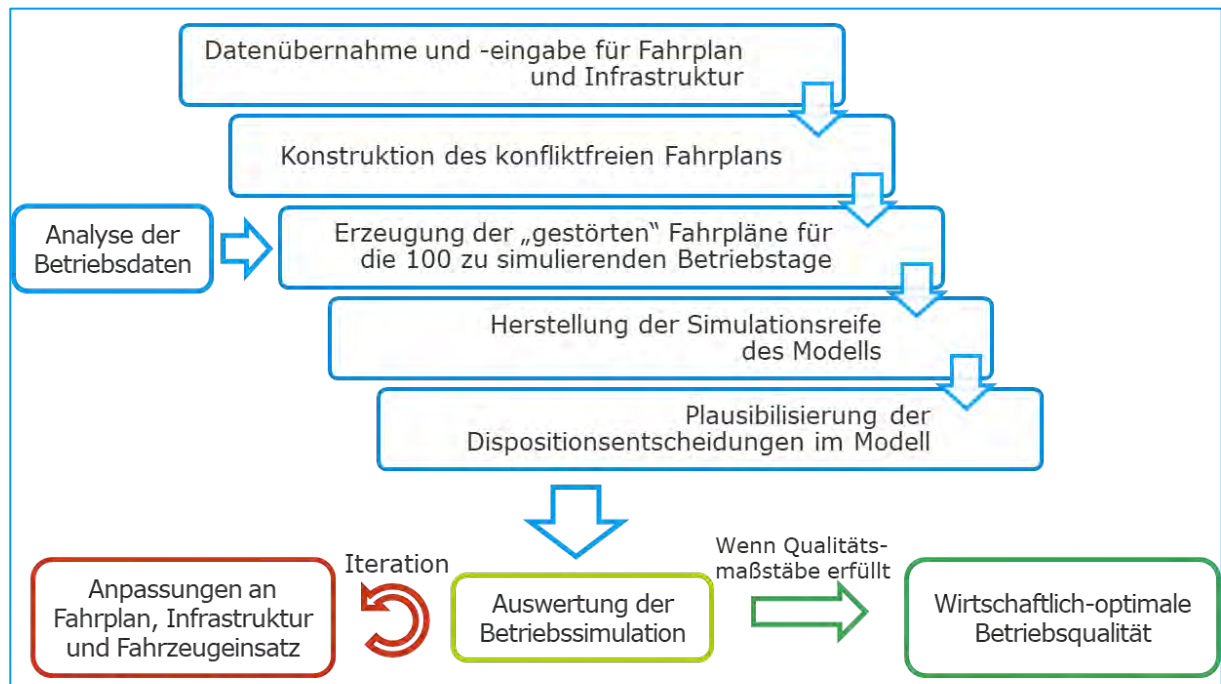 Datenübernahme und -eingabe für Fahrplan
und Infrastruktur
Konstruktion des konfliktfreien Fahrplans
Analyse der
Betriebsdaten
Erzeugung der „gestörten“ Fahrpläne für
die 100 zu simulierenden Betriebstage
Herstellung der Simulationsreife
des Modells
Plausibilisierung der
Dispositionsentscheidungen im Modell
Anpassungen an
Fahrplan, Infrastruktur
und Fahrzeugeinsatz
Iteration
Auswertung der
Betriebssimulation
Wenn Qualitäts-
maßstäbe erfüllt
Wirtschaftlich-optimale
Betriebsqualität